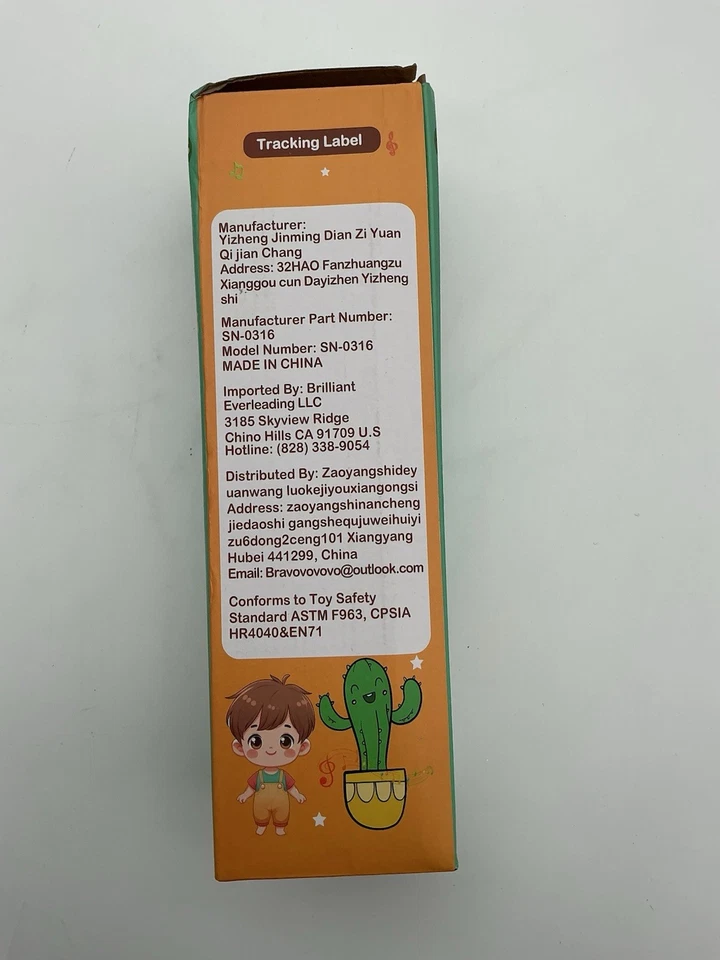 Tracking Label
Manufacturer:
Yizheng Jinming Dian Zi Yuan
Qi jian Chang
Address: 32HAO Fanzhuangzu
Xianggou cun Dayizhen Yizheng
shi
Manufacturer Part Number:
SN-0316
Model Number: SN-0316
MADE IN CHINA
Imported By: Brilliant
Everleading LLC
3185 Skyview Ridge
Chino Hills CA 91709 U.S
Hotline: (828) 338-9054
Distributed By: Zaoyangshidey
uanwang luokejiyouxiangongsi
Address: zaoyangshinancheng
jiedaoshi gangshequjuweihuiyi
zu6dong2ceng101 Xiangyang
Hubei 441299, China
Email: Bravovovovo@outlook.com
Conforms to Toy Safety
Standard ASTM F963, CPSIA
HR4040&EN71